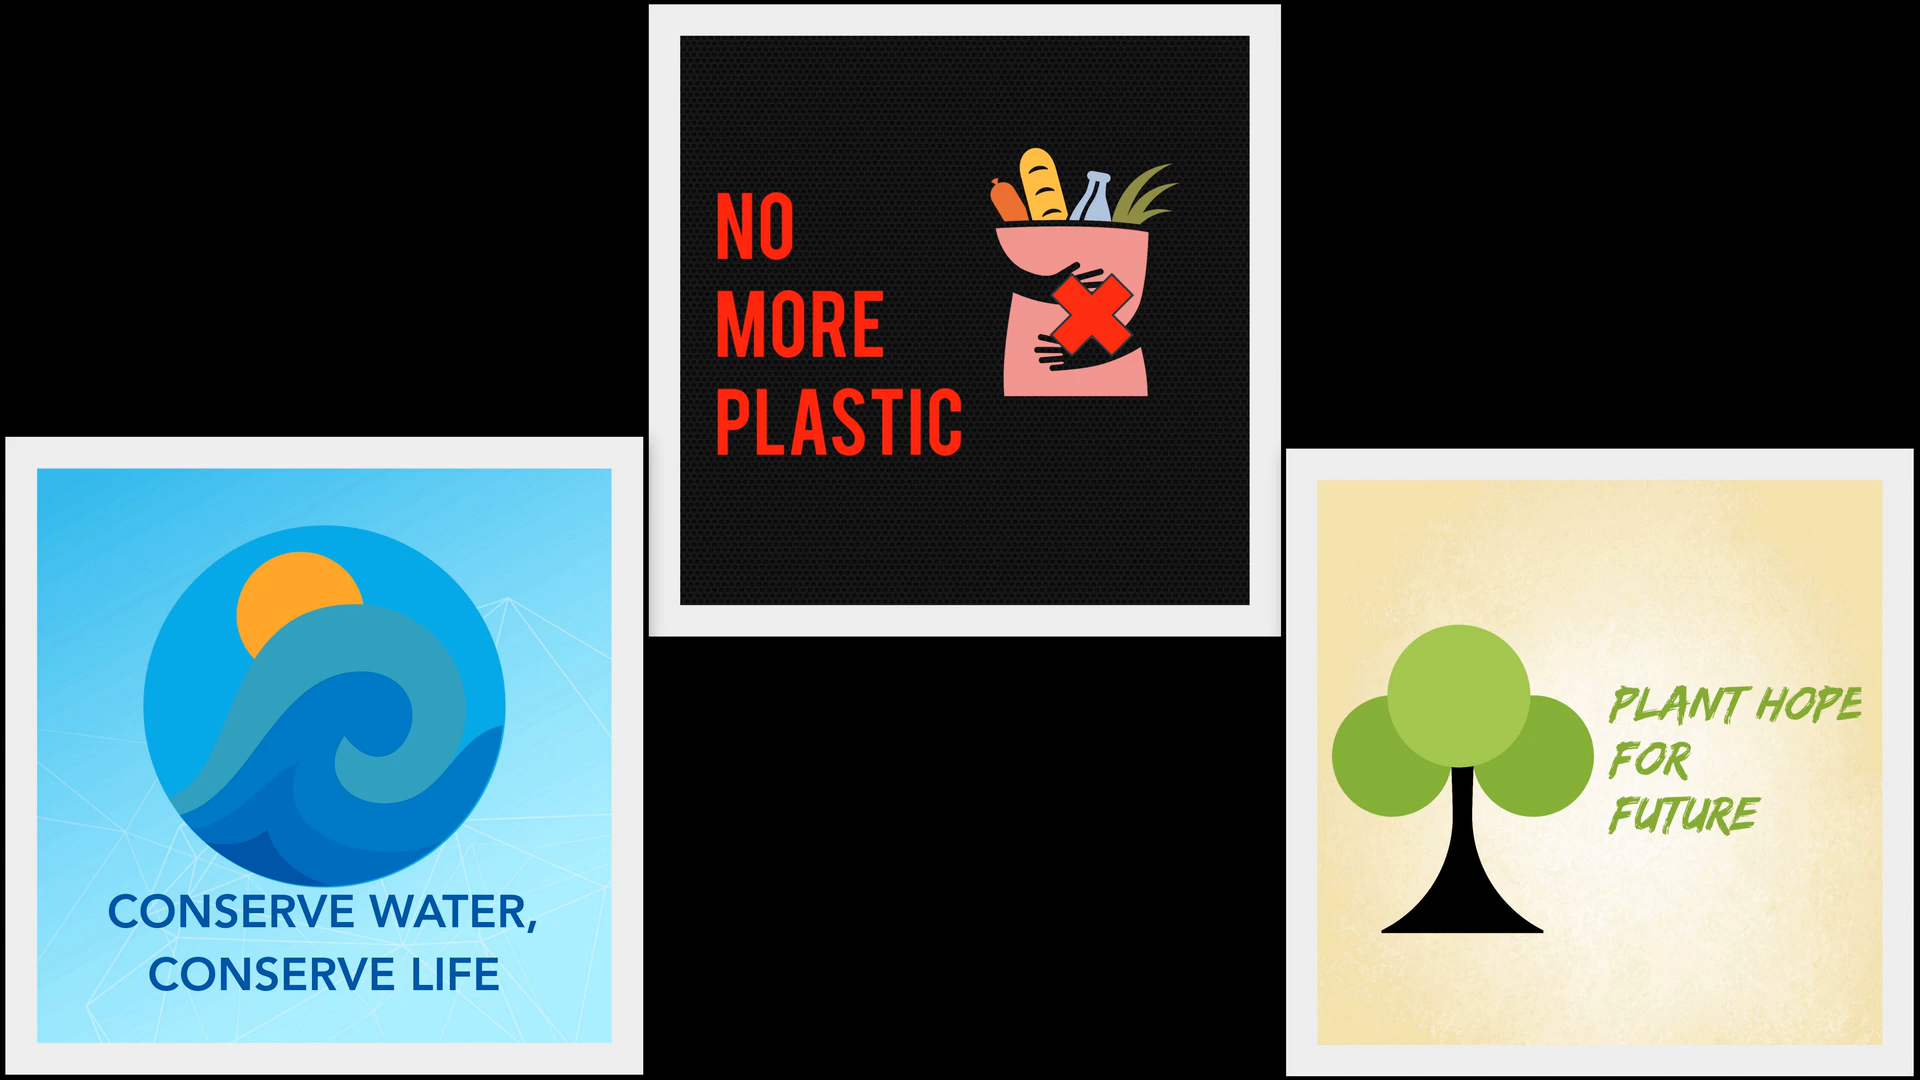 NO
MORE
PLASTIC
CONSERVE WATER,
CONSERVE LIFE
PLANT HOPE
FOR
FUTURE